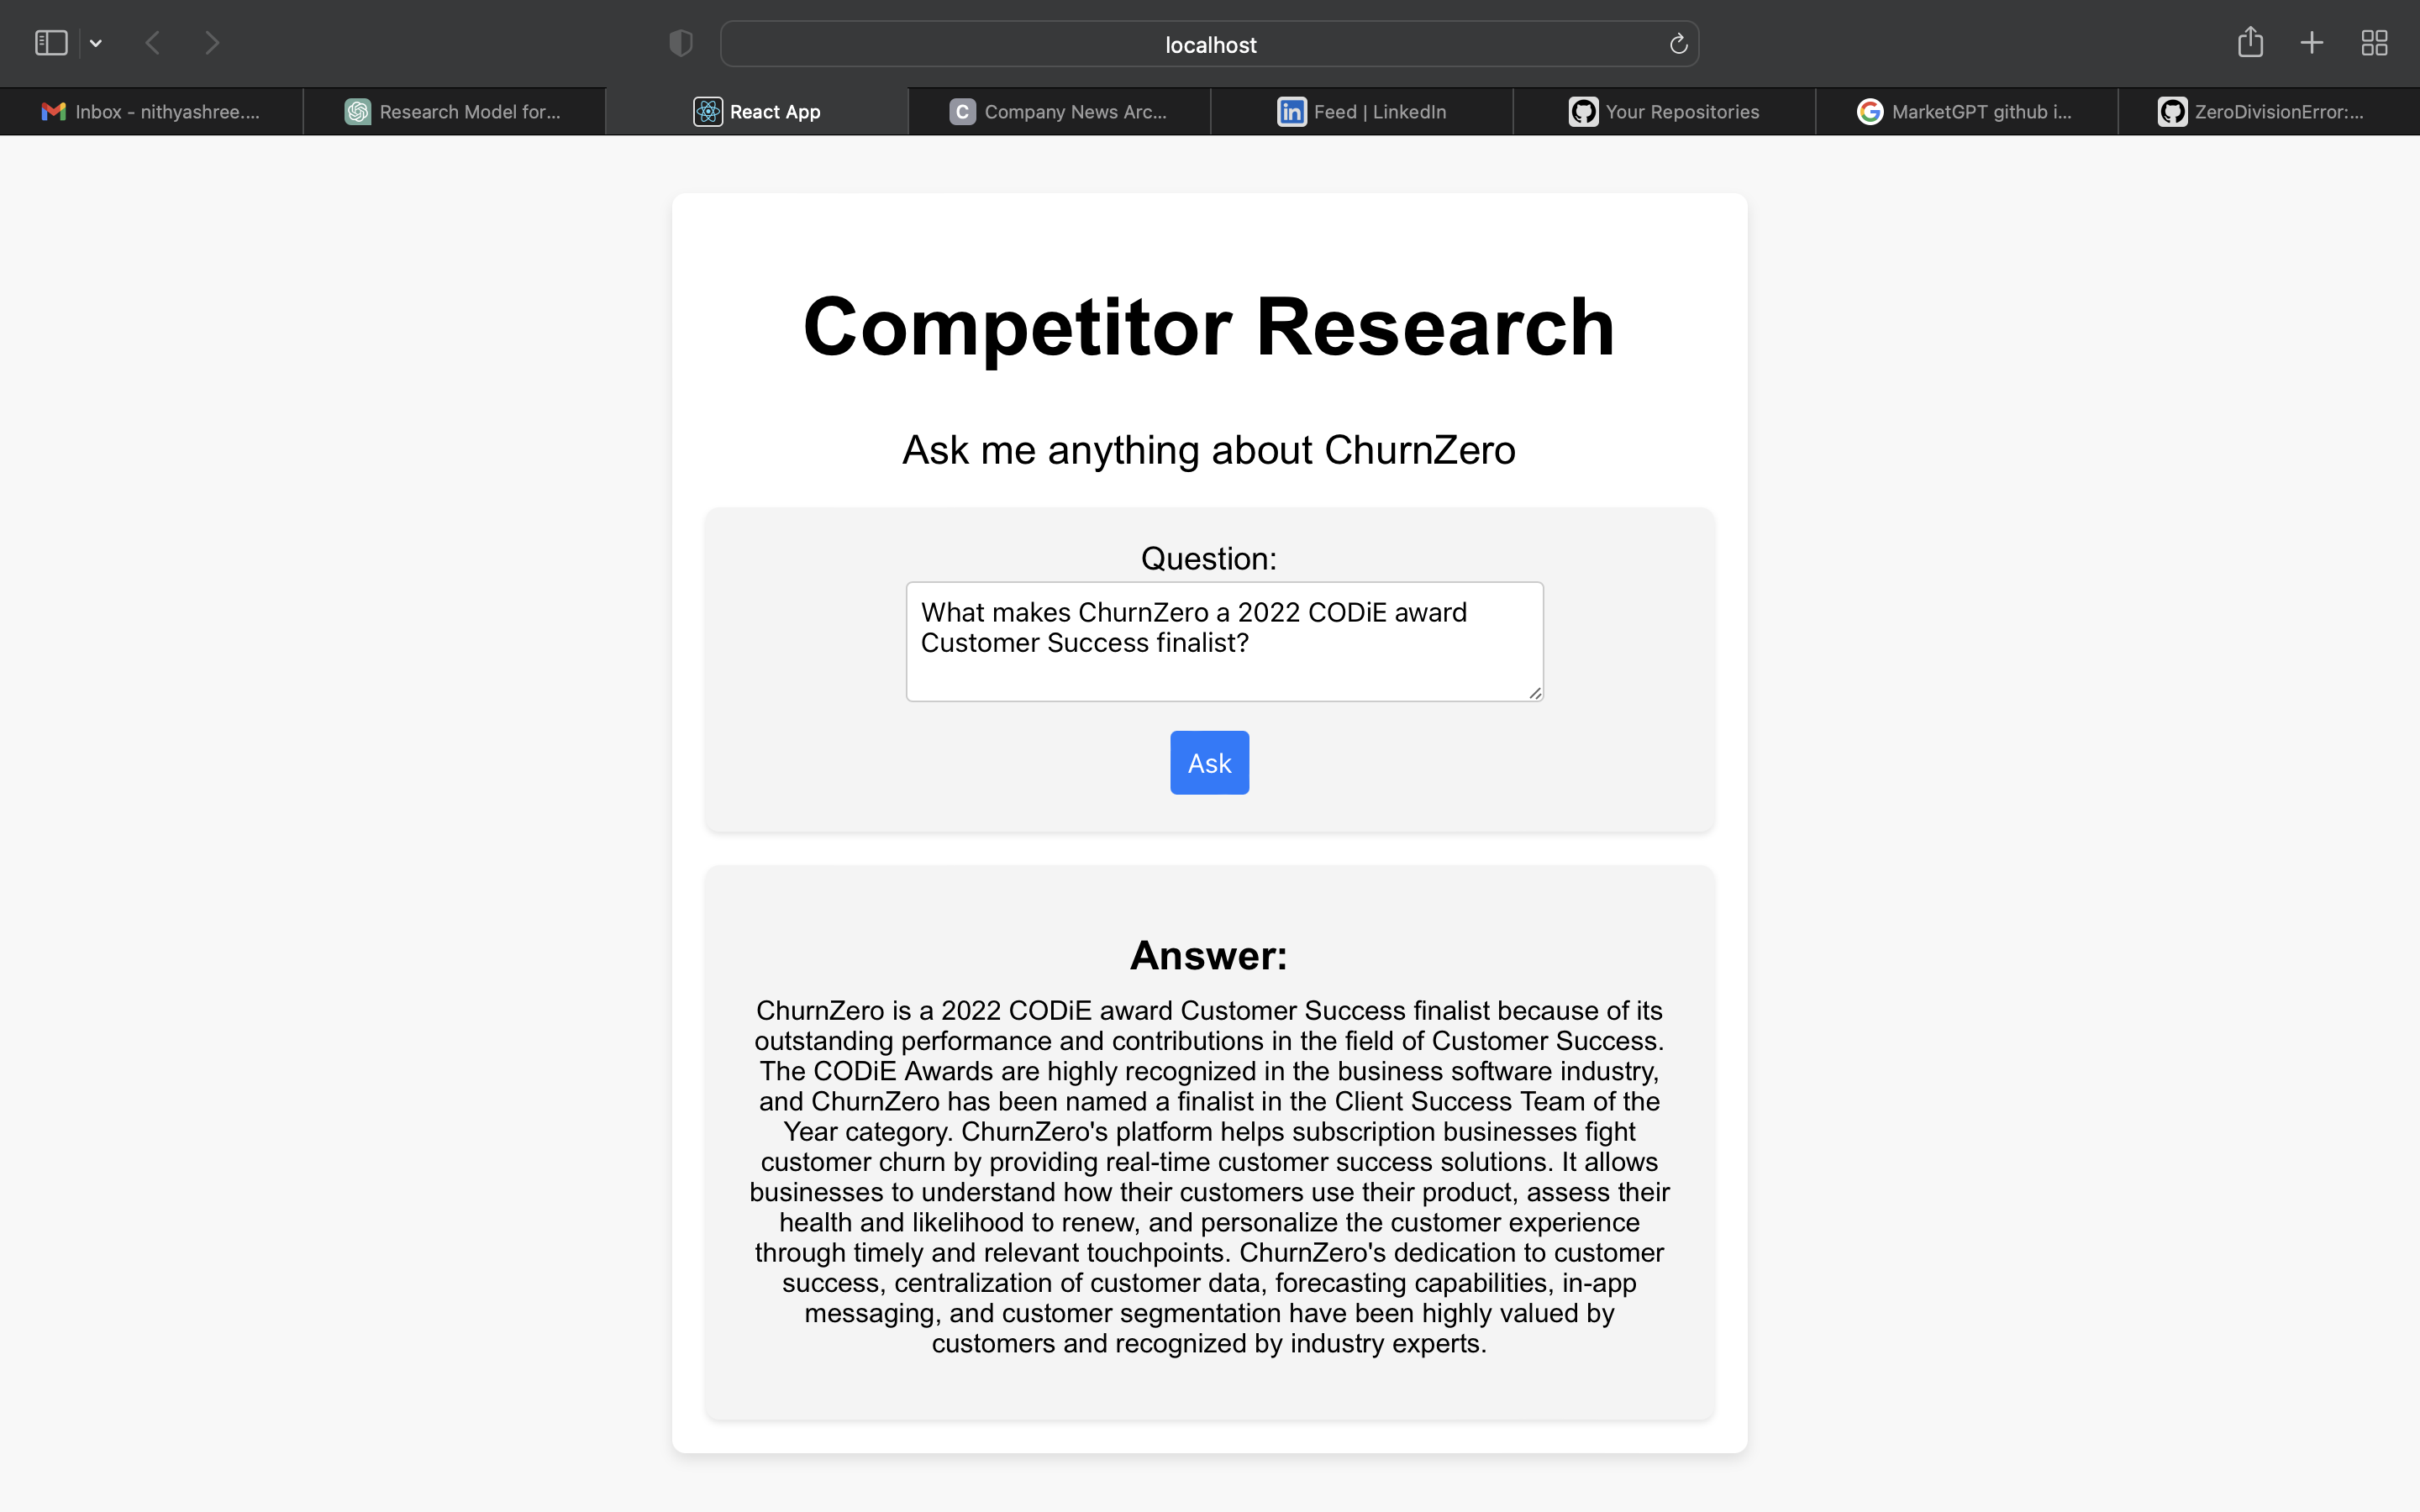 localhost
Inbox - nithyashree....
Research Model for...
React App
C Company News Arc...
in Feed | LinkedIn
Your Repositories
G MarketGPT github i...
ZeroDivisionError:...
Competitor Research
Ask me anything about ChurnZero
Question:
What makes ChurnZero a 2022 CODiE award
Customer Success finalist?
Ask
Answer:
ChurnZero is a 2022 CODiE award Customer Success finalist because of its
outstanding performance and contributions in the field of Customer Success.
The CODiE Awards are highly recognized in the business software industry,
and ChurnZero has been named a finalist in the Client Success Team of the
Year category. ChurnZero's platform helps subscription businesses fight
customer churn by providing real-time customer success solutions. It allows
businesses to understand how their customers use their product, assess their
health and likelihood to renew, and personalize the customer experience
through timely and relevant touchpoints. ChurnZero's dedication to customer
success, centralization of customer data, forecasting capabilities, in-app
messaging, and customer segmentation have been highly valued by
customers and recognized by industry experts.